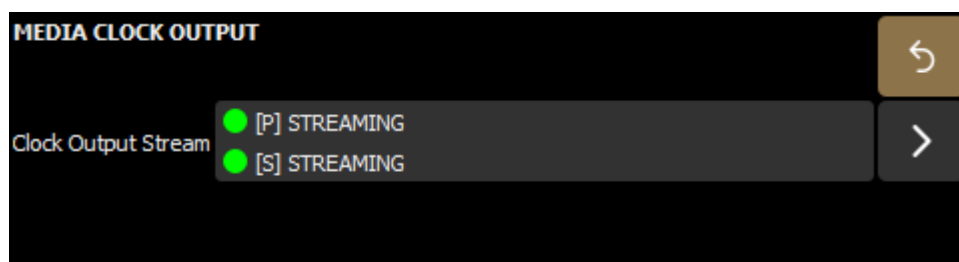 MEDIA CLOCK OUTPUT
Clock Output Stream
[P] STREAMING
[S] STREAMING